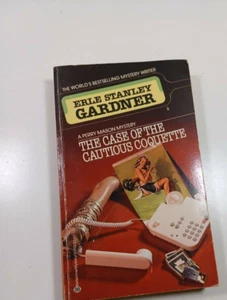 THE WORLD'S BESTSELLING MYSTERY WRITER
ERLE STANLEY
GARDNER
A PERRY MASON MYSTERY
THE CASE OF THE
CAUTIOUS COQUETTE